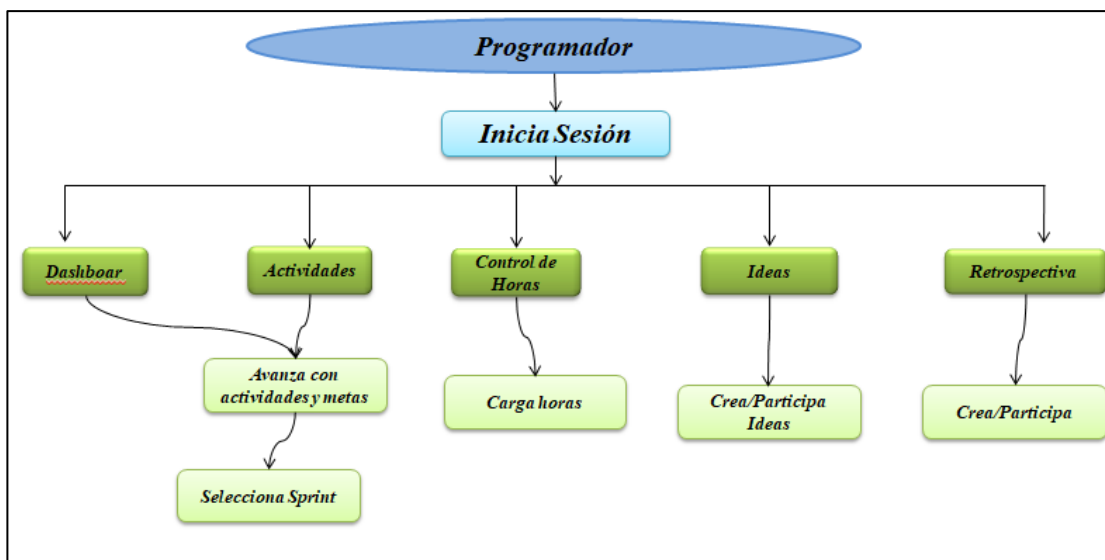 Programador
Inicia Sesión
Dashboar
Actividades
Control de
Horas
Ideas
Retrospectiva
Avanza con
actividades y metas
Carga horas
Crea/Participa
Ideas
Crea/Participa
Selecciona Sprint